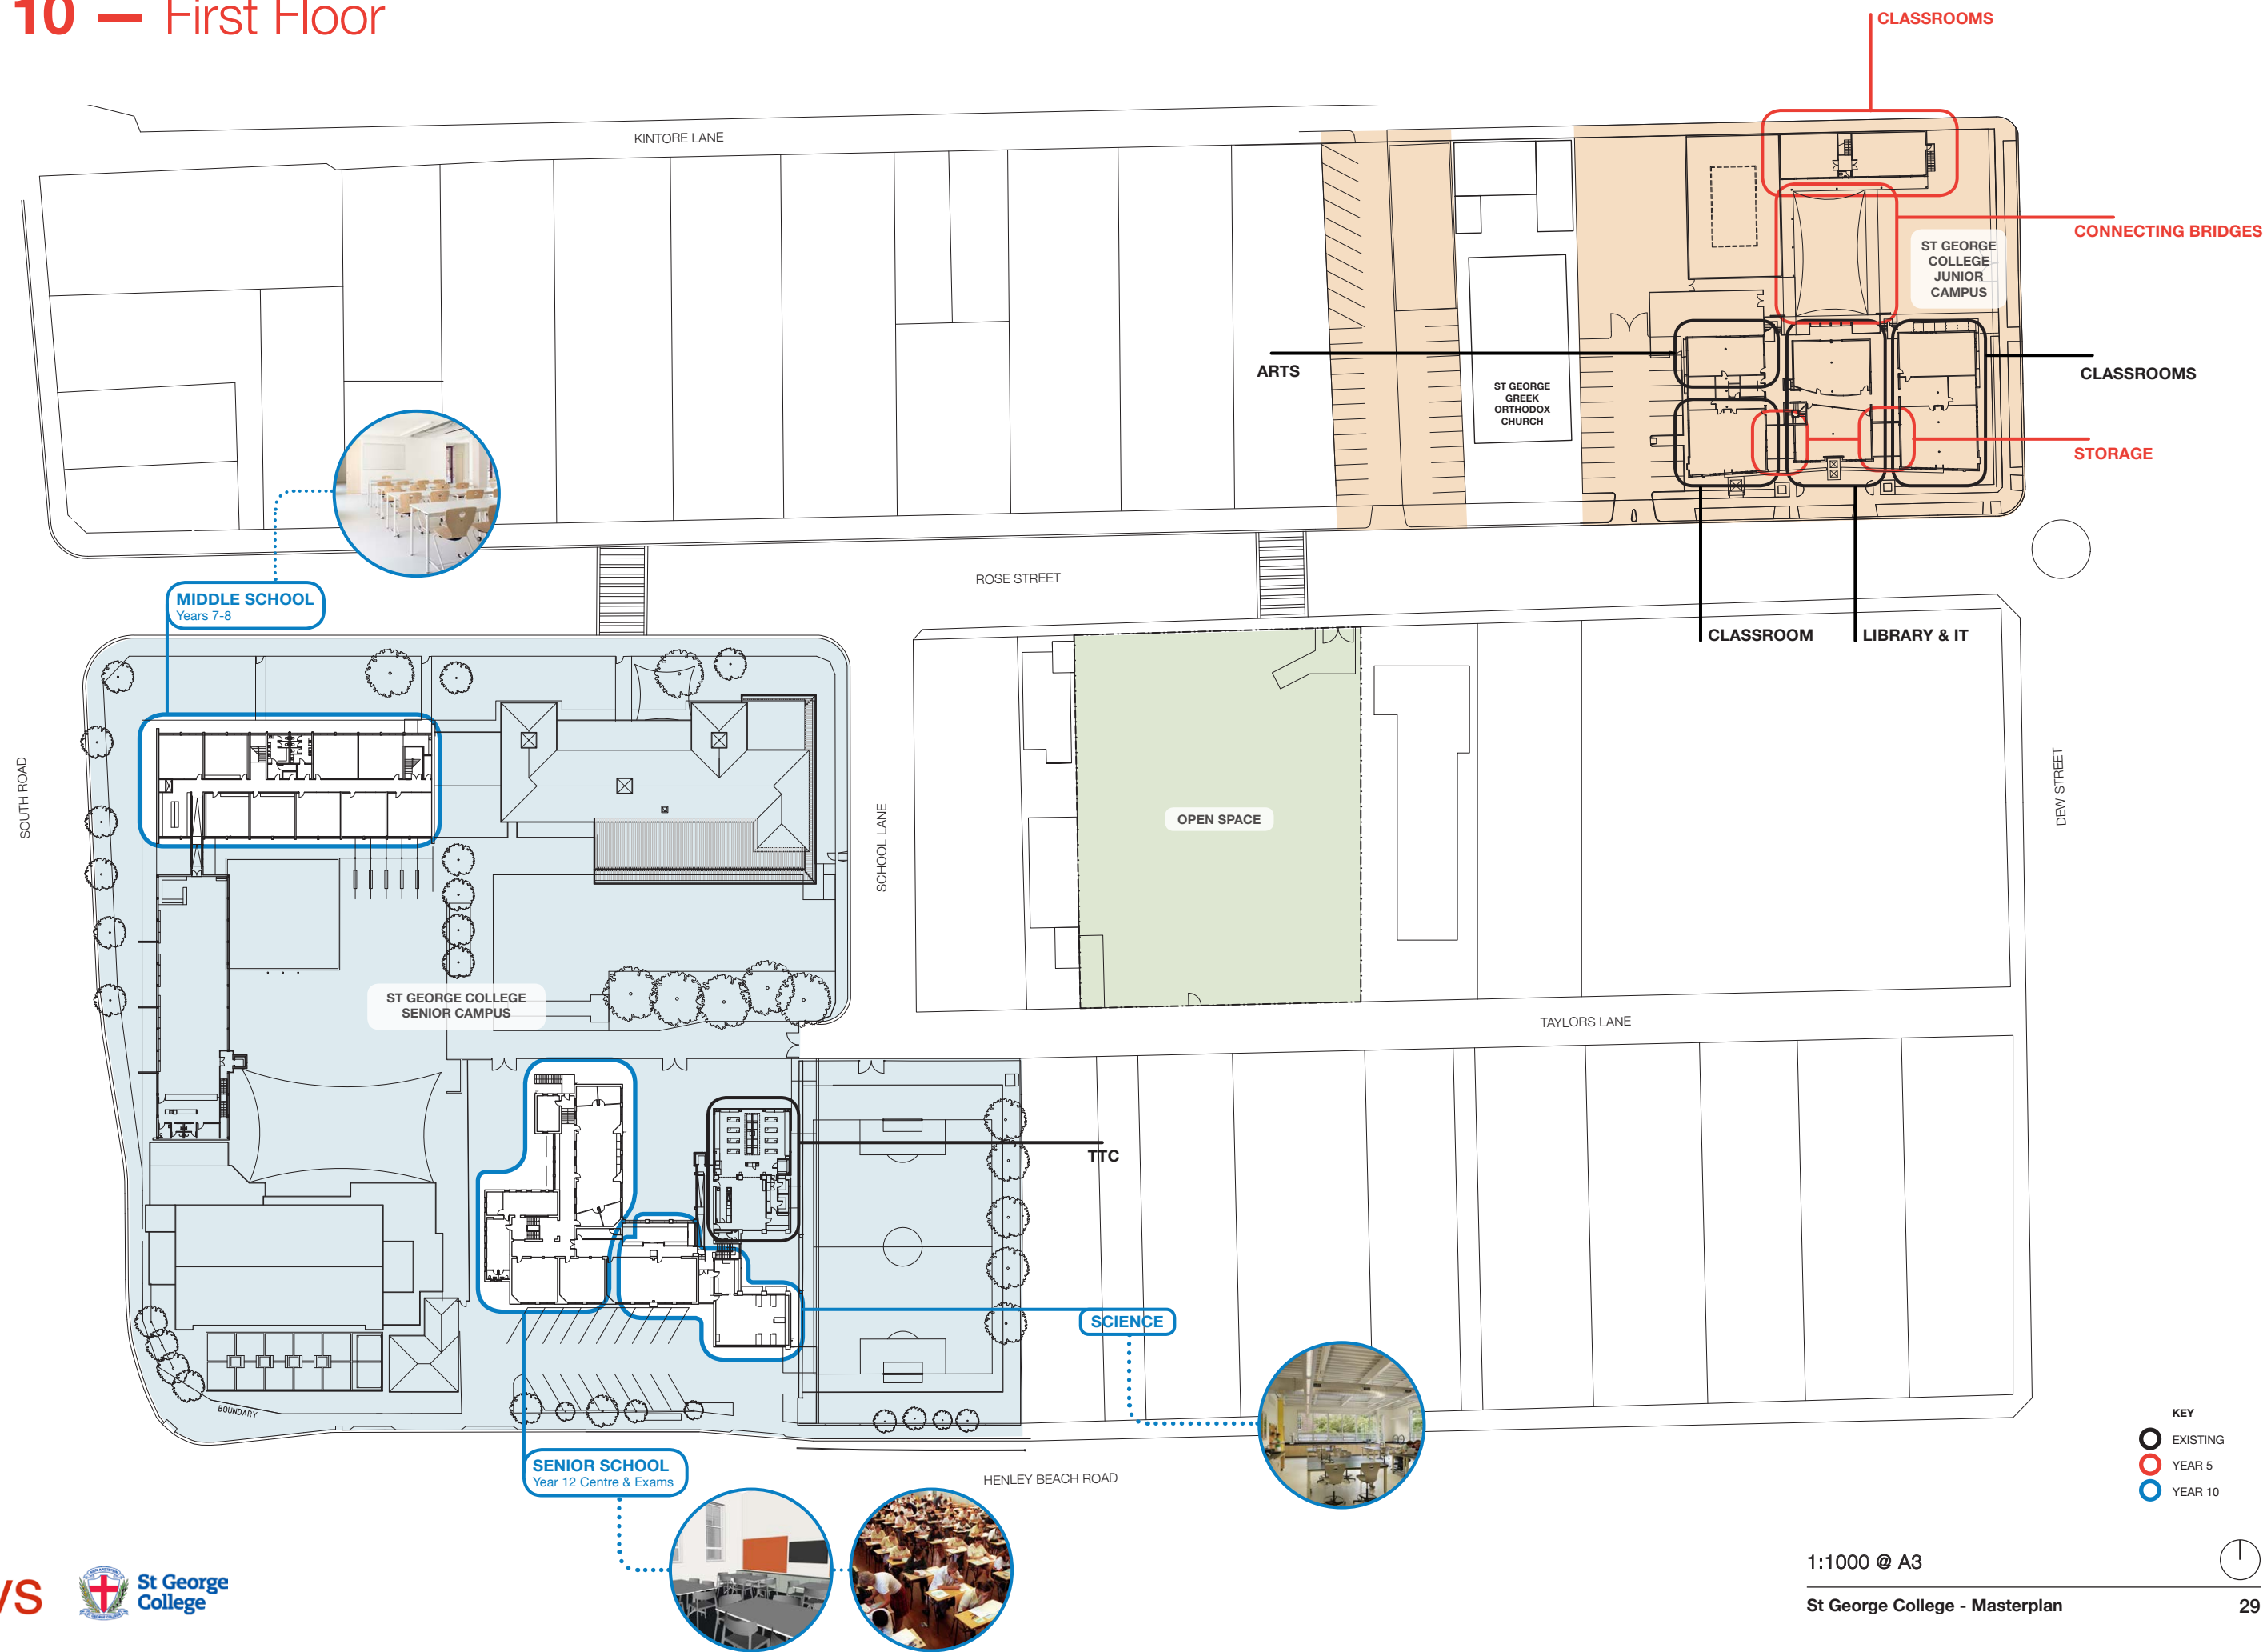 10 — First Floor
CLASSROOMS
KINTORE LANE
CONNECTING BRIDGES
ST GEORGE
COLLEGE
JUNIOR
CAMPUS
ARTS
ST GEORGE
GREEK
ORTHODOX
CHURCH
CLASSROOMS
STORAGE
ROSE STREET
MIDDLE SCHOOL
Years 7-8
CLASSROOM
LIBRARY & IT
SOUTH ROAD
SCHOOL LANE
OPEN SPACE
DEW STREET
ST GEORGE COLLEGE
SENIOR CAMPUS
TAYLORS LANE
TTC
SCIENCE
BOUNDARY
SENIOR SCHOOL
Year 12 Centre & Exams
HENLEY BEACH ROAD
KEY
EXISTING
YEAR 5
YEAR 10
St George
College
1:1000 @ A3
St George College - Masterplan
29